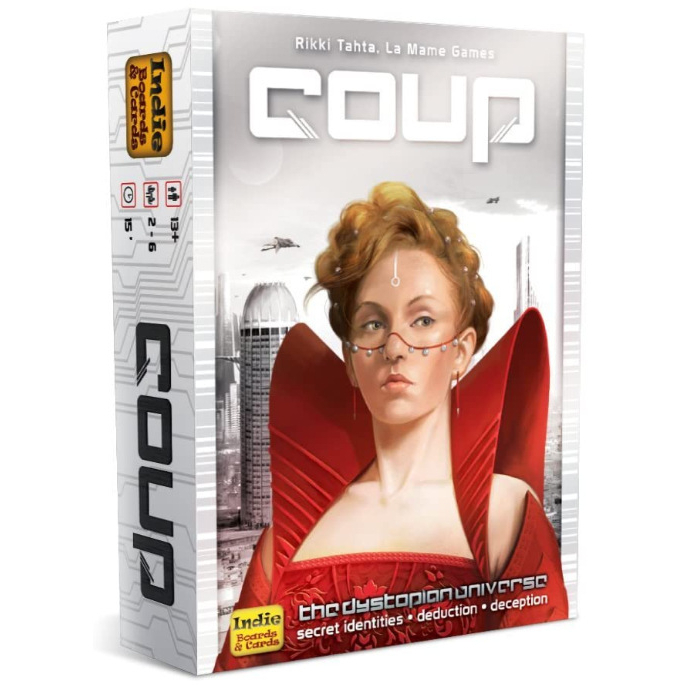 Rikki Tahta, La Mame Games
COUP
the dystopian universe
secret identities • deduction • deception
Indie
Boards
& Cards
Indie
Boards
& Cards
13+
2 - 6
15'
COUP